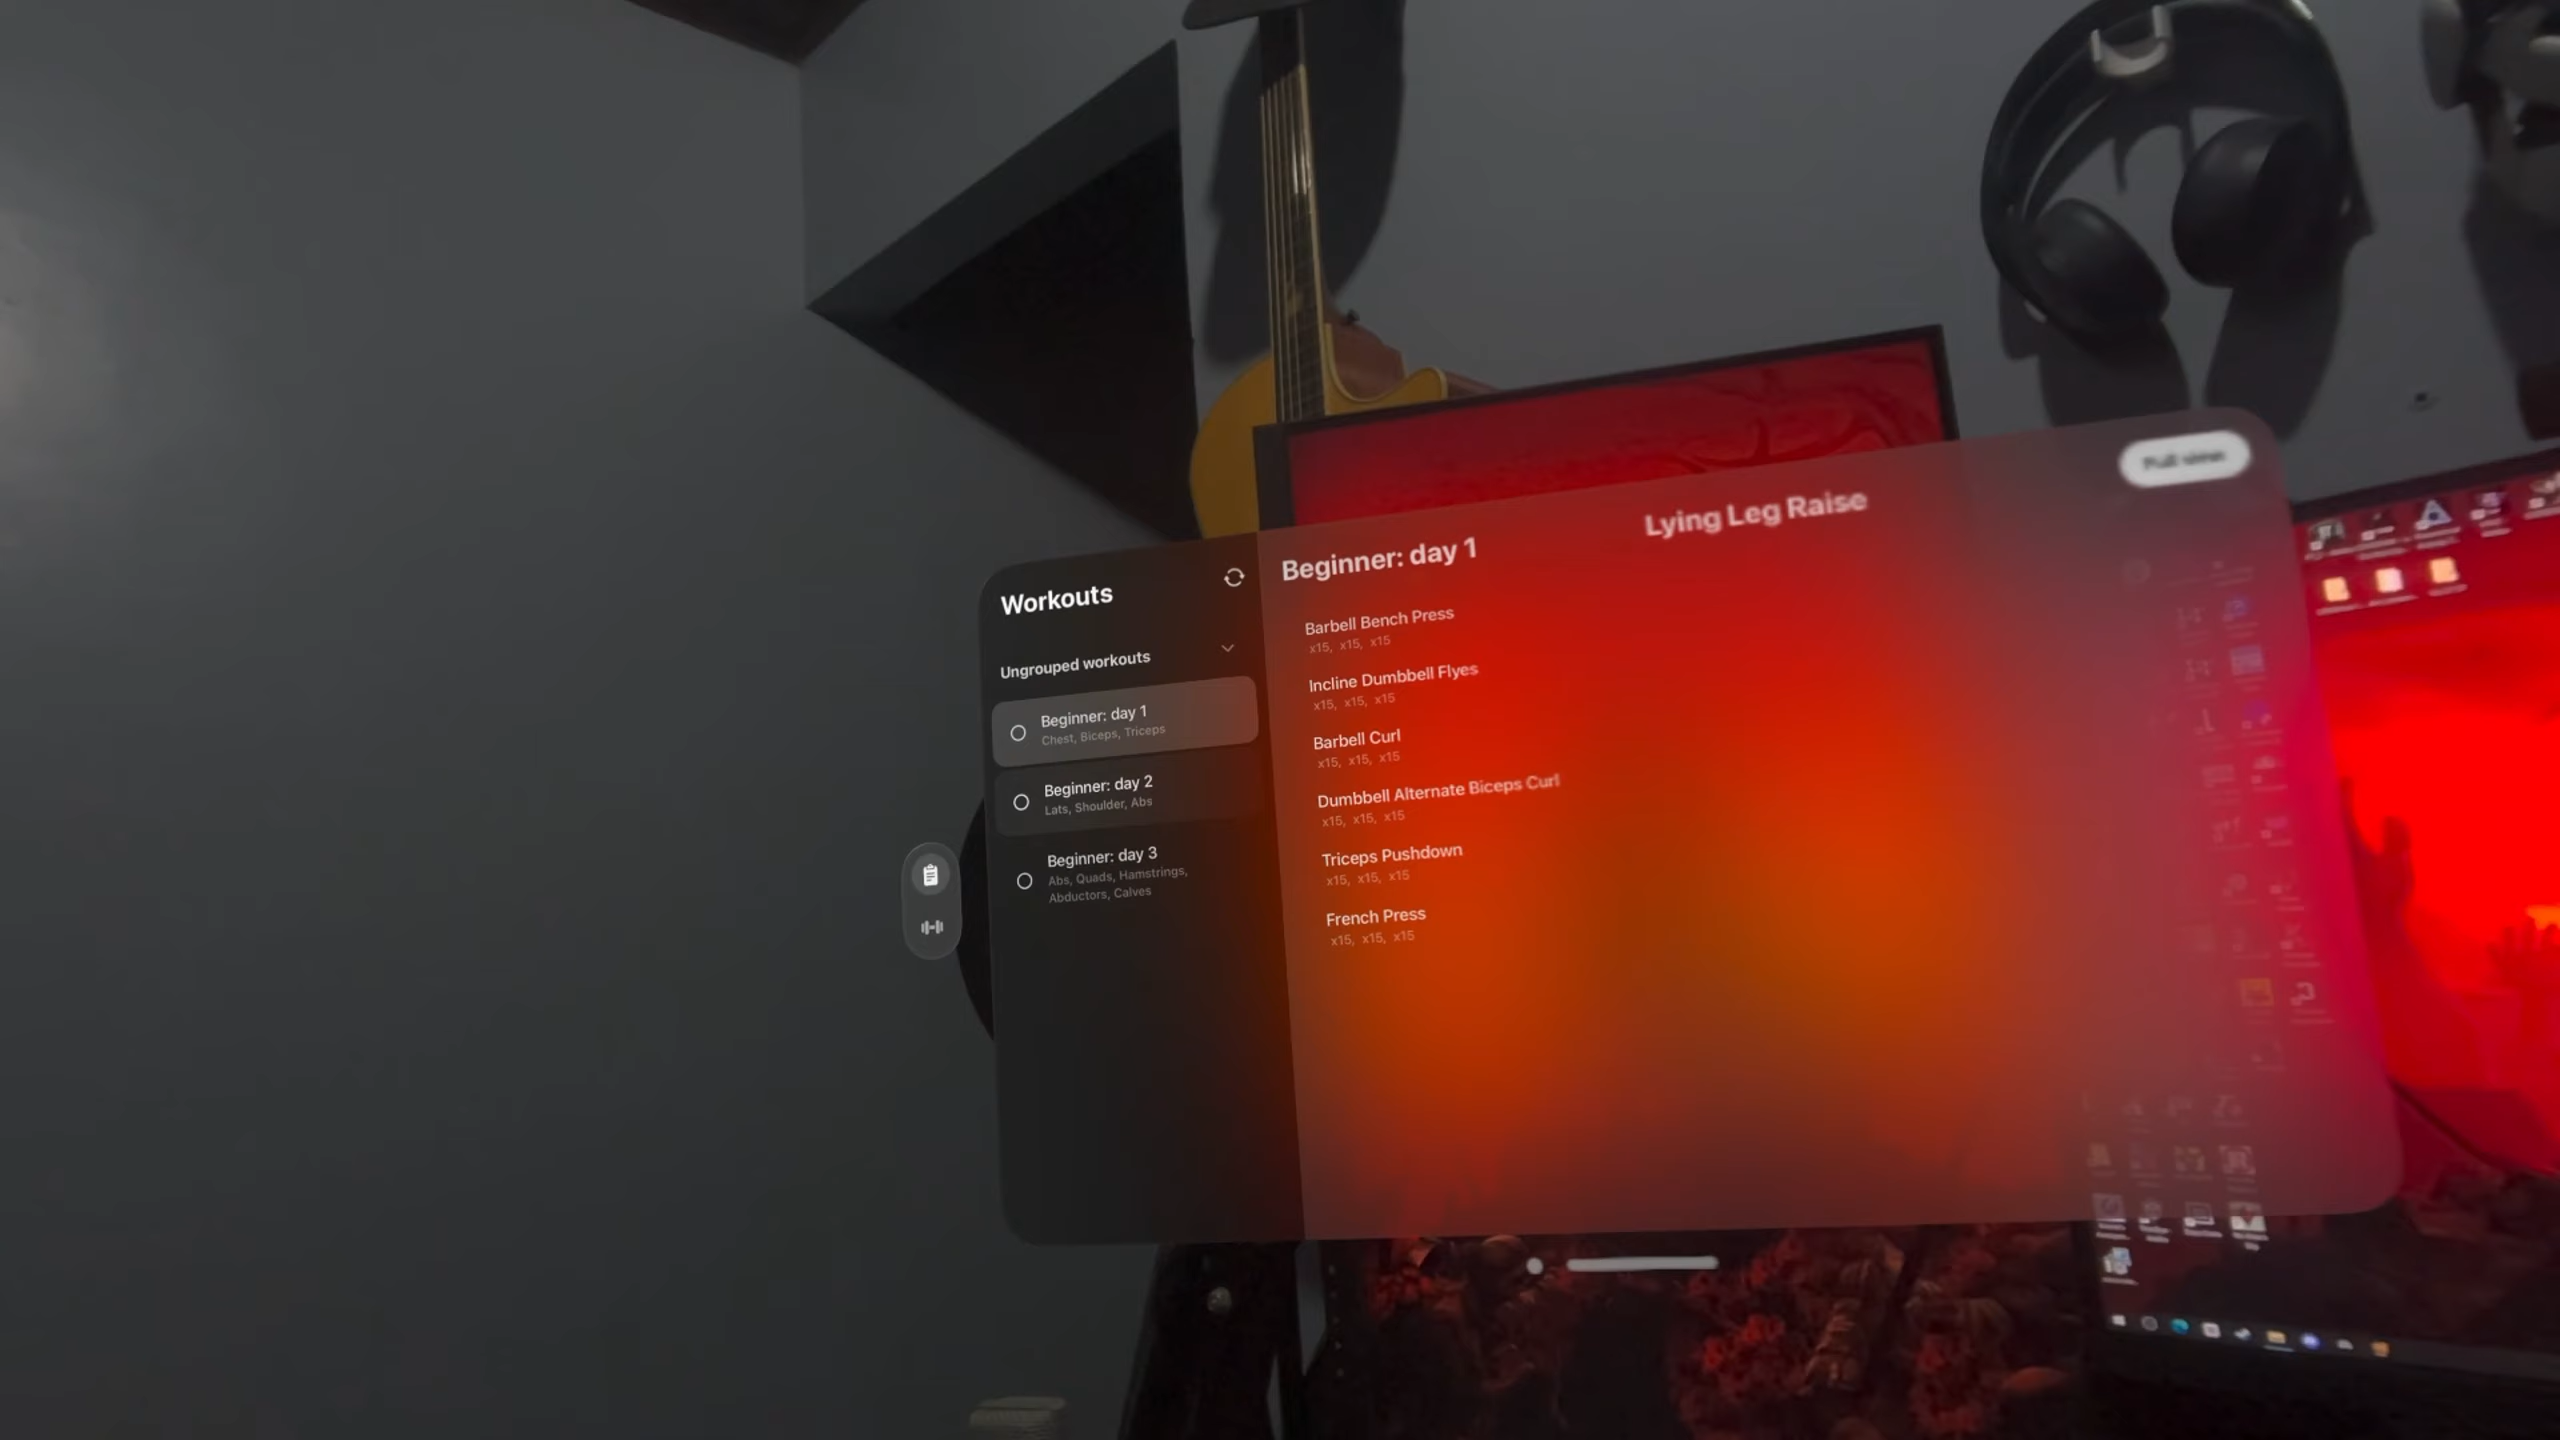 Workouts
Ungrouped workouts
Beginner: day 1
Chest, Biceps, Triceps
Beginner: day 2
Lats, Shoulder, Abs
Beginner: day 3
Abs, Quads, Hamstrings,
Abductors, Calves
Beginner: day 1
Barbell Bench Press
x15, x15, x15
Incline Dumbbell Flyes
x15, x15, x15
Barbell Curl
x15, x15, x15
Dumbbell Alternate Biceps Curl
x15, x15, x15
Triceps Pushdown
x15, x15, x15
French Press
x15, x15, x15
Lying Leg Raise
Full view